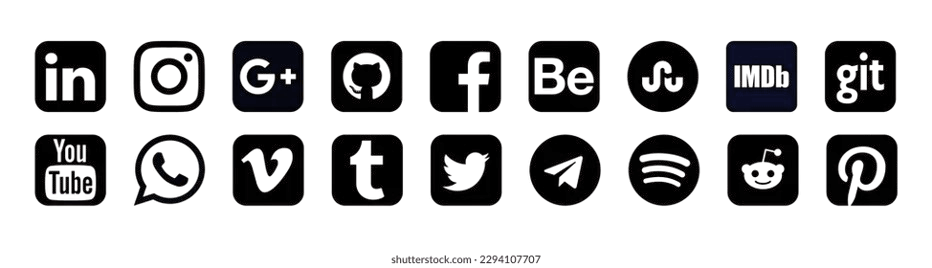 in G+ f Be IMDb git
You
Tube t
shutterstock.com · 2294107707